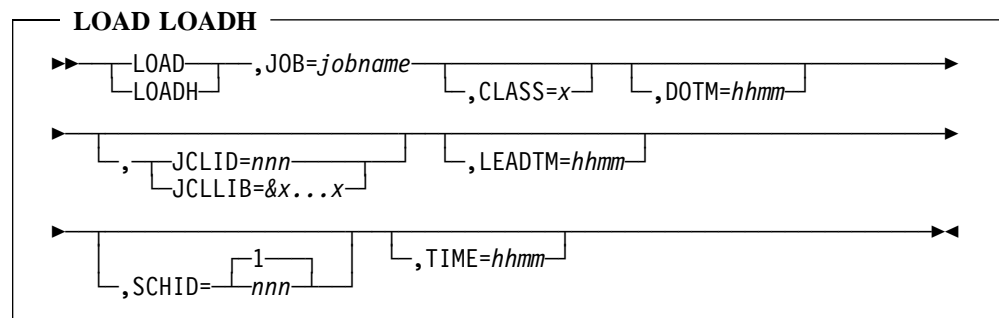 LOAD LOADH
LOAD ,JOB=jobname
LOADH ,CLASS=x ,DOTM=hhmm
, JCLID=nnn ,LEADTM=hhmm
JCLLIB=&x...x
1
,SCHID= nnn ,TIME=hhmm